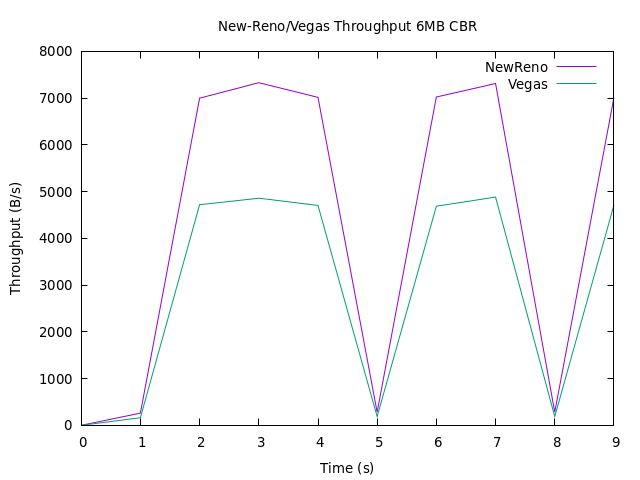 New-Reno/Vegas Throughput 6MB CBR
8000
7000
6000
5000
4000
3000
2000
1000
0
Throughput (B/s)
NewReno
Vegas
0 1 2 3 4 5 6 7 8 9
Time (s)